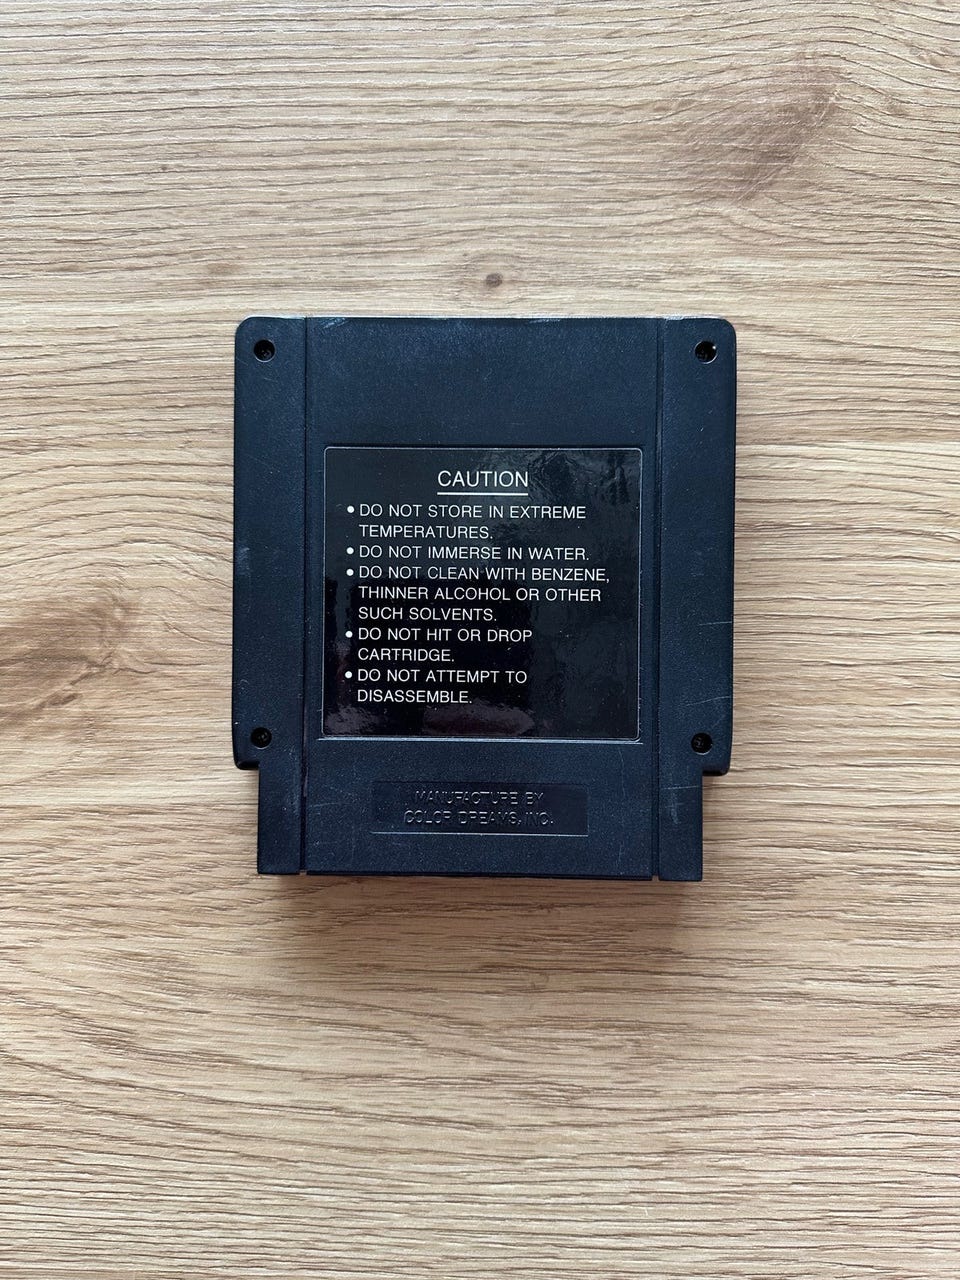 CAUTION
• DO NOT STORE IN EXTREME
TEMPERATURES.
• DO NOT IMMERSE IN WATER.
• DO NOT CLEAN WITH BENZENE,
THINNER ALCOHOL OR OTHER
SUCH SOLVENTS.
• DO NOT HIT OR DROP
CARTRIDGE.
• DO NOT ATTEMPT TO
DISASSEMBLE.
MANUFACTURE BY
COLOR DREAMS, INC.